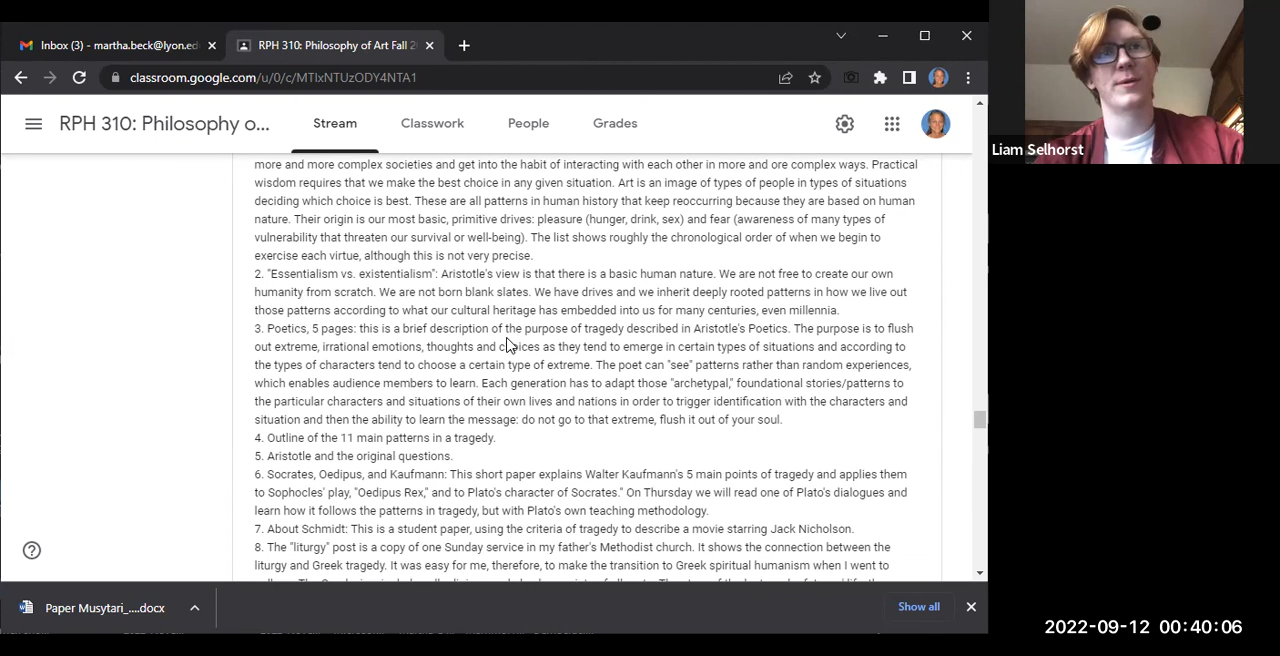 Inbox (3) - martha.beck@lyon.ed
RPH 310: Philosophy of Art Fall 2
classroom.google.com/u/0/c/MTIxNTUzODY4NTA1
RPH 310: Philosophy o...
Stream
Classwork
People
Grades
Liam Selhorst
more and more complex societies and get into the habit of interacting with each other in more and ore complex ways. Practical
wisdom requires that we make the best choice in any given situation. Art is an image of types of people in types of situations
deciding which choice is best. These are all patterns in human history that keep reoccurring because they are based on human
nature. Their origin is our most basic, primitive drives: pleasure (hunger, drink, sex) and fear (awareness of many types of
vulnerability that threaten our survival or well-being). The list shows roughly the chronological order of when we begin to
exercise each virtue, although this is not very precise.
2. "Essentialism vs. existentialism": Aristotle's view is that there is a basic human nature. We are not free to create our own
humanity from scratch. We are not born blank slates. We have drives and we inherit deeply rooted patterns in how we live out
those patterns according to what our cultural heritage has embedded into us for many centuries, even millennia.
3. Poetics, 5 pages: this is a brief description of the purpose of tragedy described in Aristotle's Poetics. The purpose is to flush
out extreme, irrational emotions, thoughts and choices as they tend to emerge in certain types of situations and according to
the types of characters tend to choose a certain type of extreme. The poet can "see" patterns rather than random experiences,
which enables audience members to learn. Each generation has to adapt those "archetypal," foundational stories/patterns to
the particular characters and situations of their own lives and nations in order to trigger identification with the characters and
situation and then the ability to learn the message: do not go to that extreme, flush it out of your soul.
4. Outline of the 11 main patterns in a tragedy.
5. Aristotle and the original questions.
6. Socrates, Oedipus, and Kaufmann: This short paper explains Walter Kaufmann's 5 main points of tragedy and applies them
to Sophocles' play, "Oedipus Rex," and to Plato's character of Socrates." On Thursday we will read one of Plato's dialogues and
learn how it follows the patterns in tragedy, but with Plato's own teaching methodology.
7. About Schmidt: This is a student paper, using the criteria of tragedy to describe a movie starring Jack Nicholson.
8. The "liturgy" post is a copy of one Sunday service in my father's Methodist church. It shows the connection between the
liturgy and Greek tragedy. It was easy for me, therefore, to make the transition to Greek spiritual humanism when I went to
Paper Musytari_....docx
Show all
2022-09-12 00:40:06